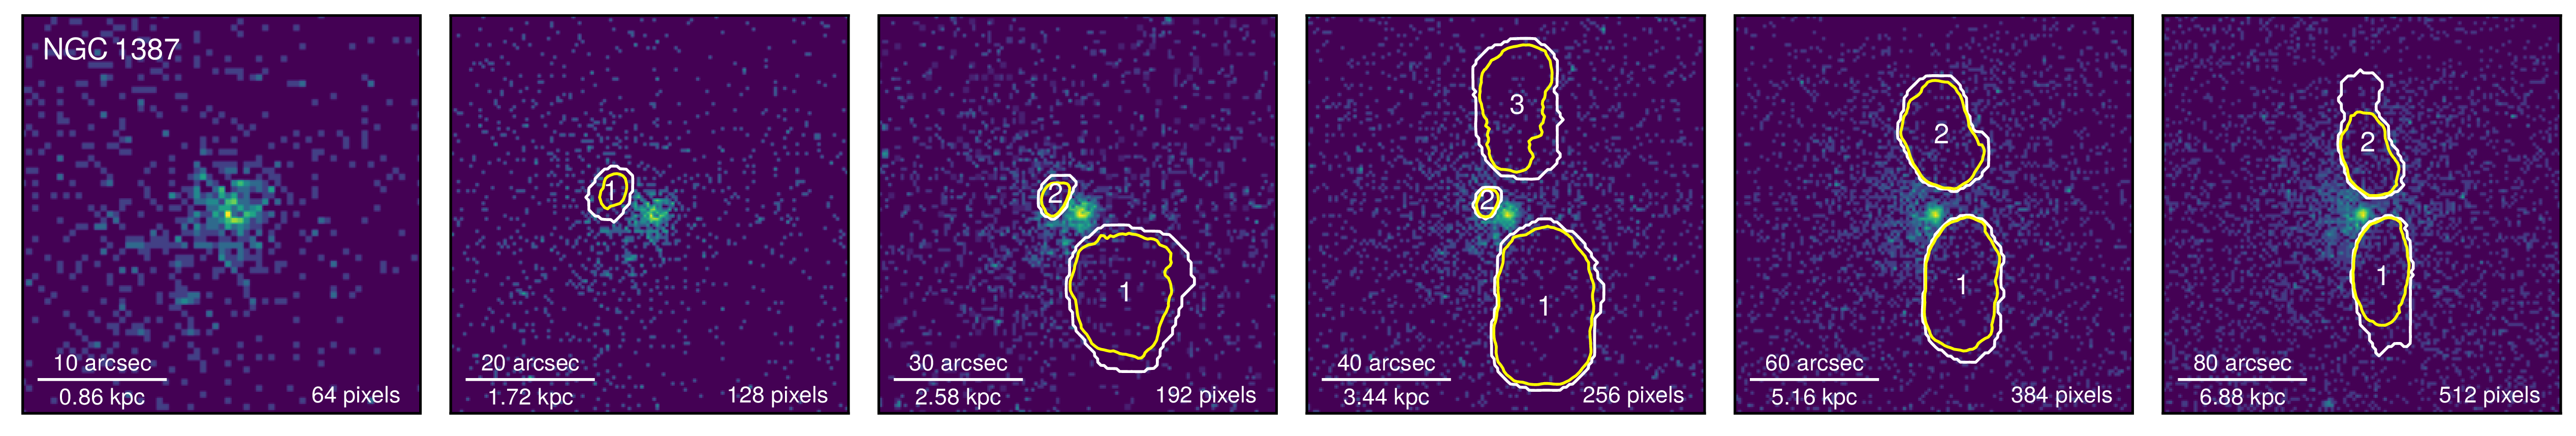 NGC 1387
10 arcsec
0.86 kpc
64 pixels
1
20 arcsec
1.72 kpc
128 pixels
2
1
30 arcsec
2.58 kpc
192 pixels
3
2
1
40 arcsec
3.44 kpc
256 pixels
2
1
60 arcsec
5.16 kpc
384 pixels
2
1
80 arcsec
6.88 kpc
512 pixels